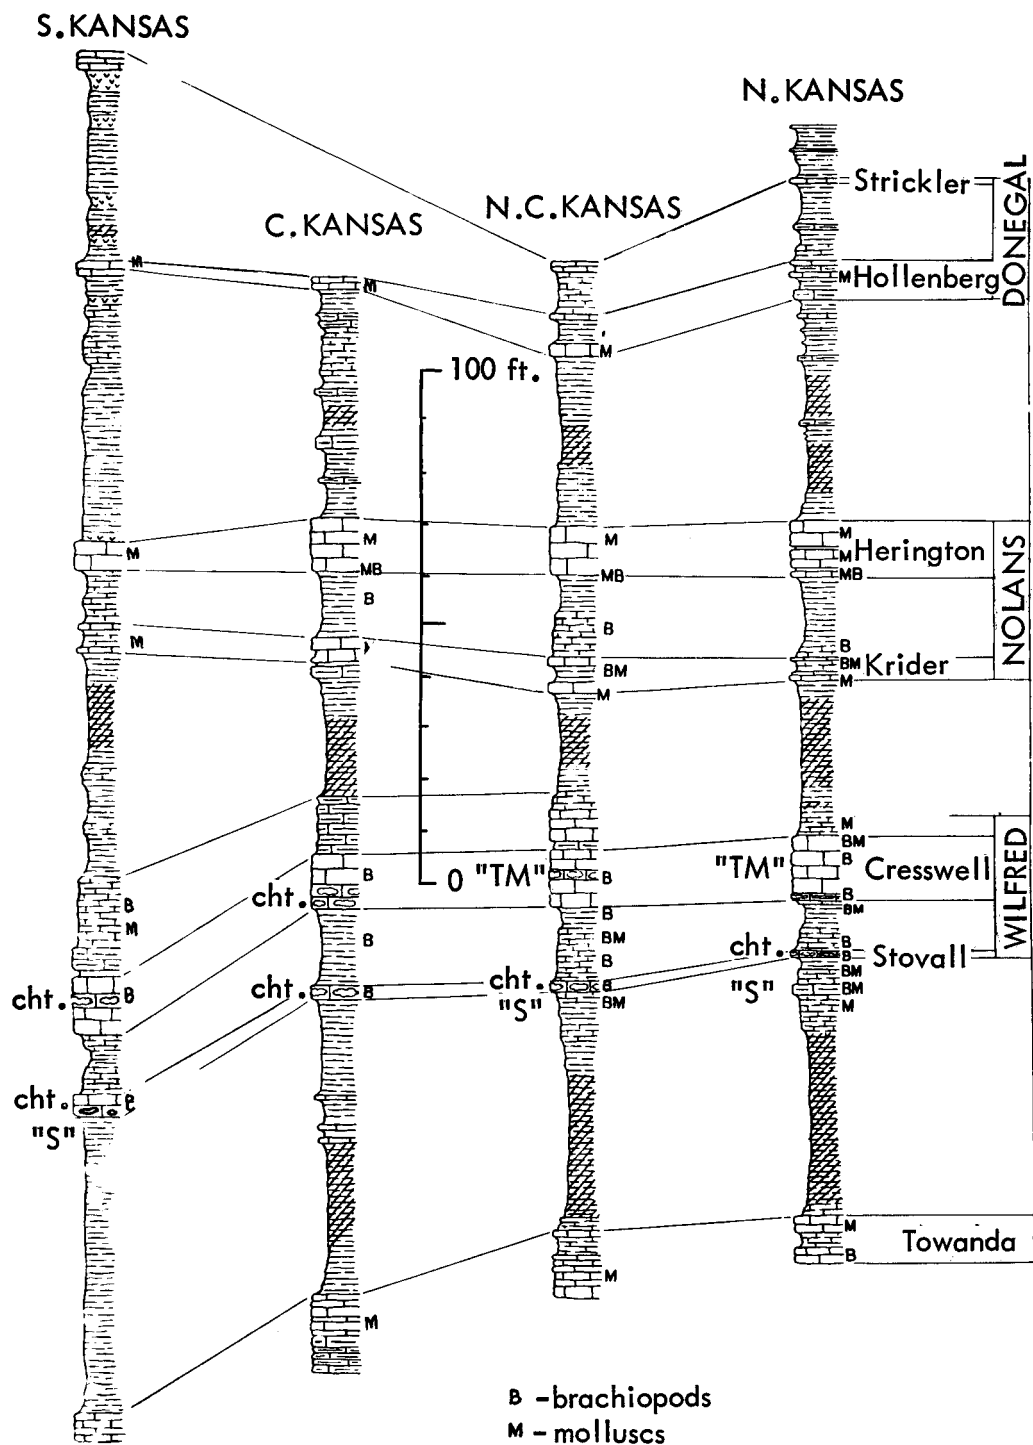 S.KANSAS
N.KANSAS
C.KANSAS
N.C.KANSAS
DONEGAL
Strickler
M
M
M Hollenberg
M
100 ft.
NOLANS
M
M
M
M Herington
M
MB
MB
MB
B
B
B
M
BM
BM Krider
M
M
WILFRED
M
BM
"TM"
B
0 "TM"
B
B
Cresswell
cht.
B
B
BM
B
M
B
BM
B
B
cht.
B
B
Stovall
cht.
B
cht.
B
cht.
"S"
B
BM
"S"
BM
BM
M
cht.
"S"
M
Towanda
B
M
M
B -brachiopods
M -molluscs